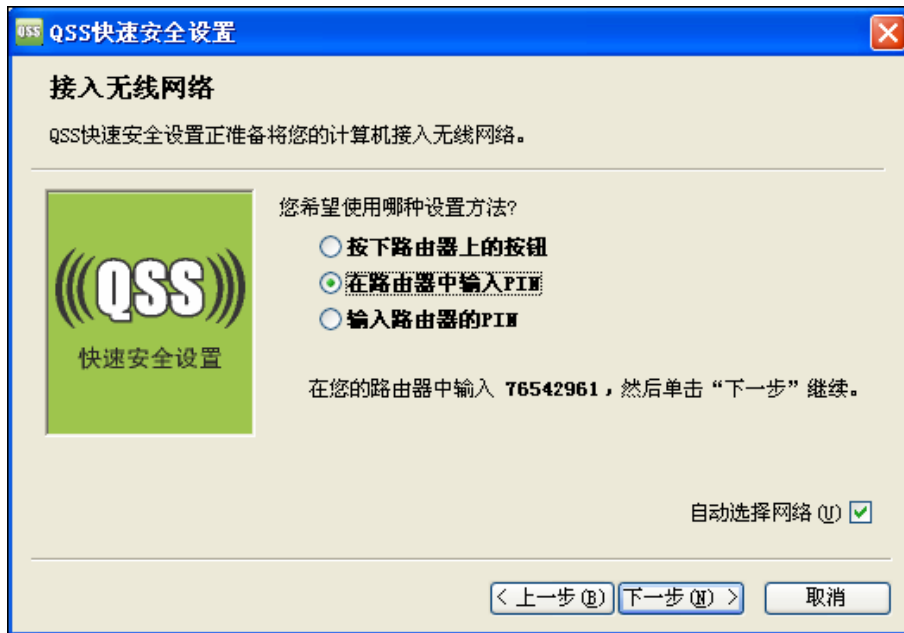 QSS QSS快速安全设置
接入无线网络
QSS快速安全设置正准备将您的计算机接入无线网络。
您希望使用哪种设置方法?
按下路由器上的按钮
在路由器中输入PIN
输入路由器的PIN
(((QSS)))
快速安全设置
在您的路由器中输入 76542961，然后单击“下一步”继续。
自动选择网络(U)
< 上一步(B) 下一步(N) > 取消